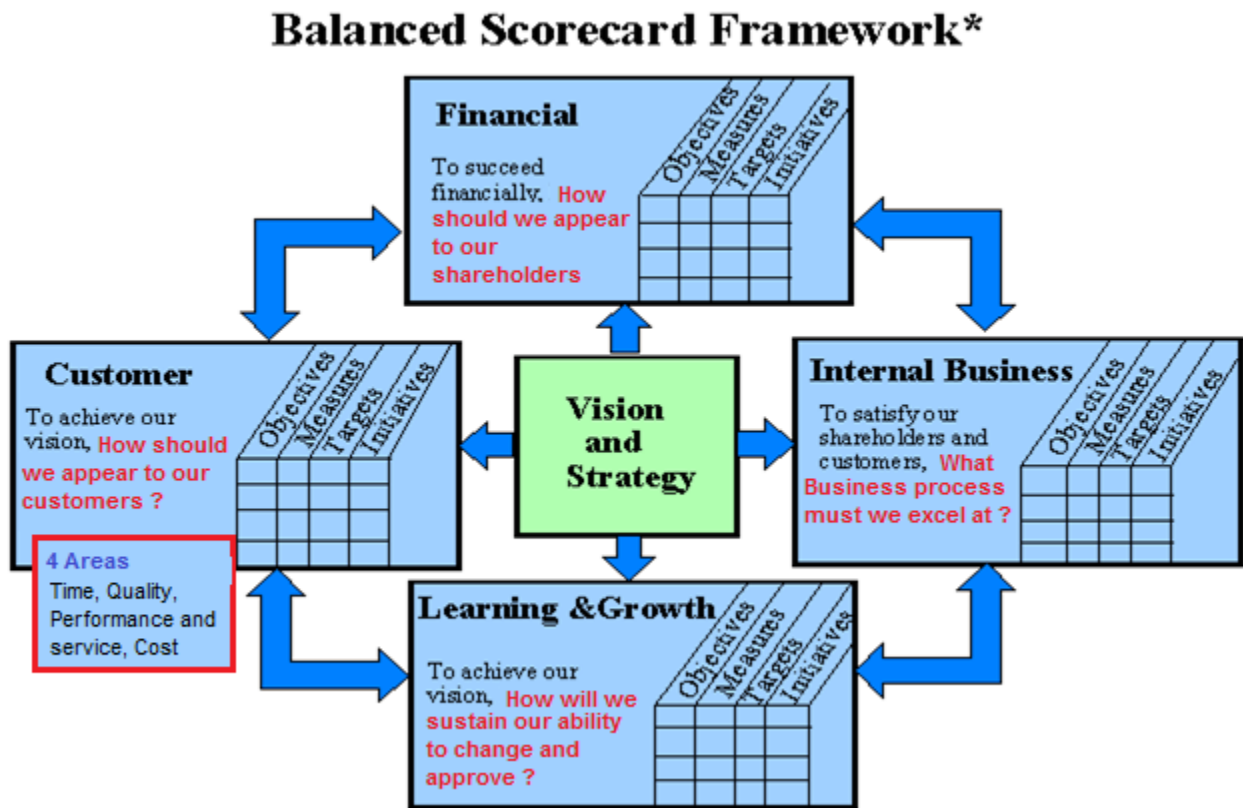 Balanced Scorecard Framework*
Financial
To succeed
financially, How
should we appear
to our
shareholders
Objectives
Measures
Targets
Initiatives
Customer
To achieve our
vision, How should
we appear to our
customers ?
Objectives
Measures
Targets
Initiatives
4 Areas
Time, Quality,
Performance and
service, Cost
Vision
and
Strategy
Internal Business
To satisfy our
shareholders and
customers, What
Business process
must we excel at ?
Objectives
Measures
Targets
Initiatives
Learning &Growth
To achieve our
vision, How will we
sustain our ability
to change and
approve ?
Objectives
Measures
Targets
Initiatives